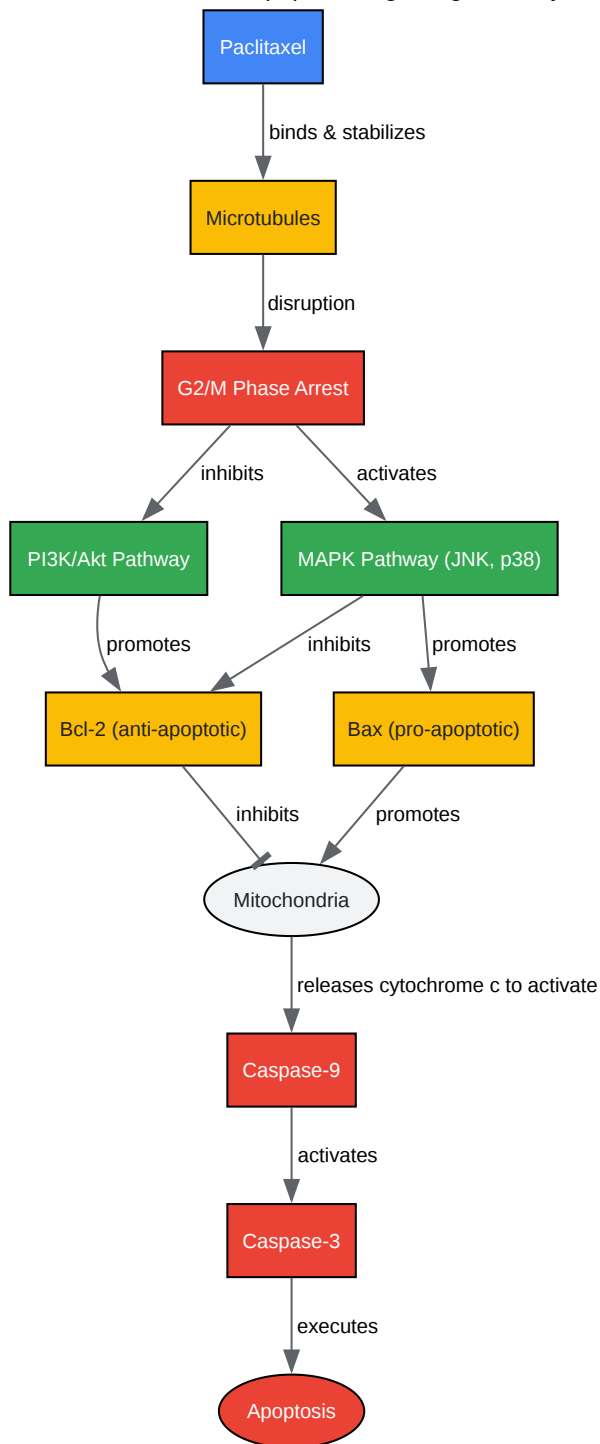 Paclitaxel
binds & stabilizes
Microtubules
disruption
G2/M Phase Arrest
inhibits
activates
PI3K/Akt Pathway
MAPK Pathway (JNK, p38)
promotes
inhibits
promotes
Bcl-2 (anti-apoptotic)
Bax (pro-apoptotic)
inhibits
promotes
Mitochondria
releases cytochrome c to activate
Caspase-9
activates
Caspase-3
executes
Apoptosis